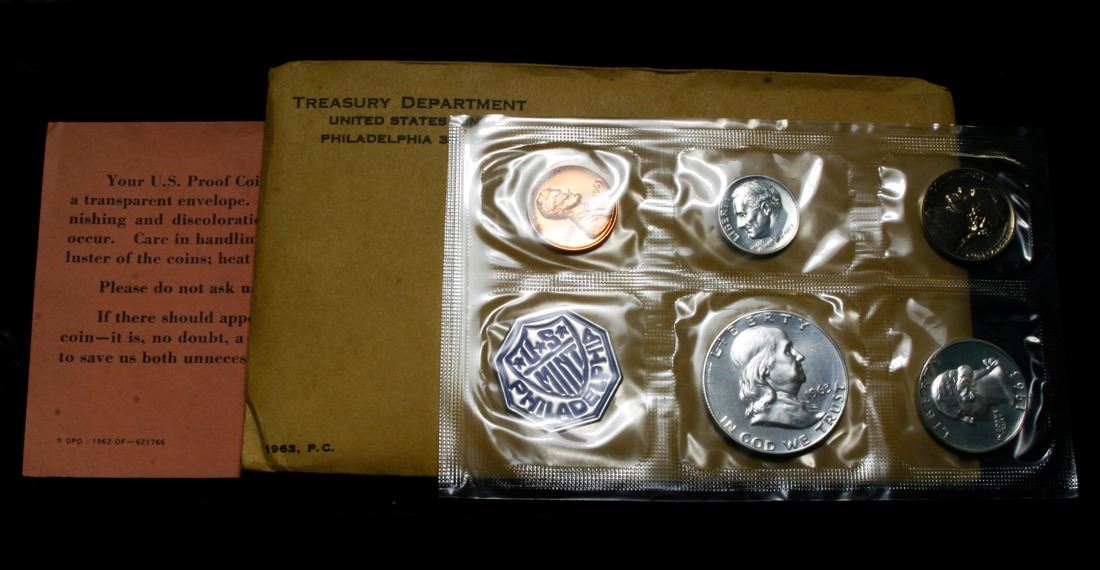 Your U.S. Proof Coi
a transparent envelope.
nishing and discoloratio
occur. Care in handlin
luster of the coins; heat
Please do not ask u
If there should appe
coin—it is, no doubt, a
to save us both unneces
GPO : 1962 OF—621766
TREASURY DEPARTMENT
UNITED STATES
PHILADELPHIA 3
1963, P.C.
LIBERTY
U★S
MINT
PHILADELPHIA
LIBERTY
1963
IN GOD WE TRUST
LIBERTY
1963